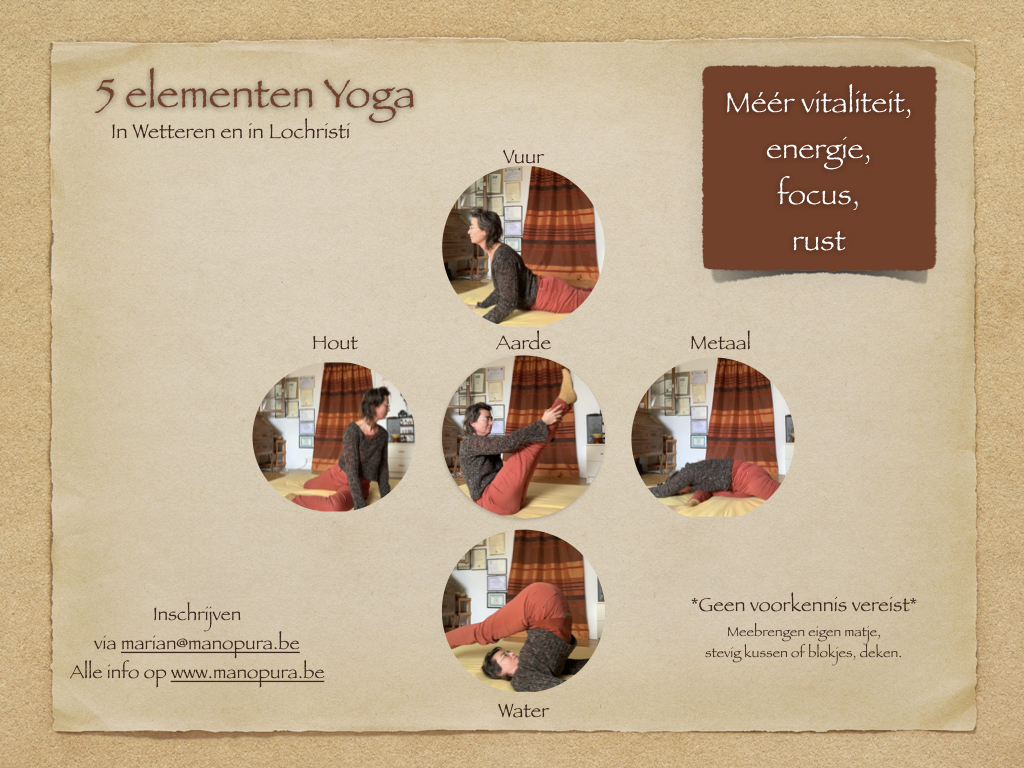 5 elementen Yoga
In Wetteren en in Lochristi
Méér vitaliteit,
energie,
focus,
rust
Vuur
Hout
Aarde
Metaal
Water
Inschrijven
via marian@manopura.be
Alle info op www.manopura.be
*Geen voorkennis vereist*
Meebrengen eigen matje,
stevig kussen of blokjes, deken.